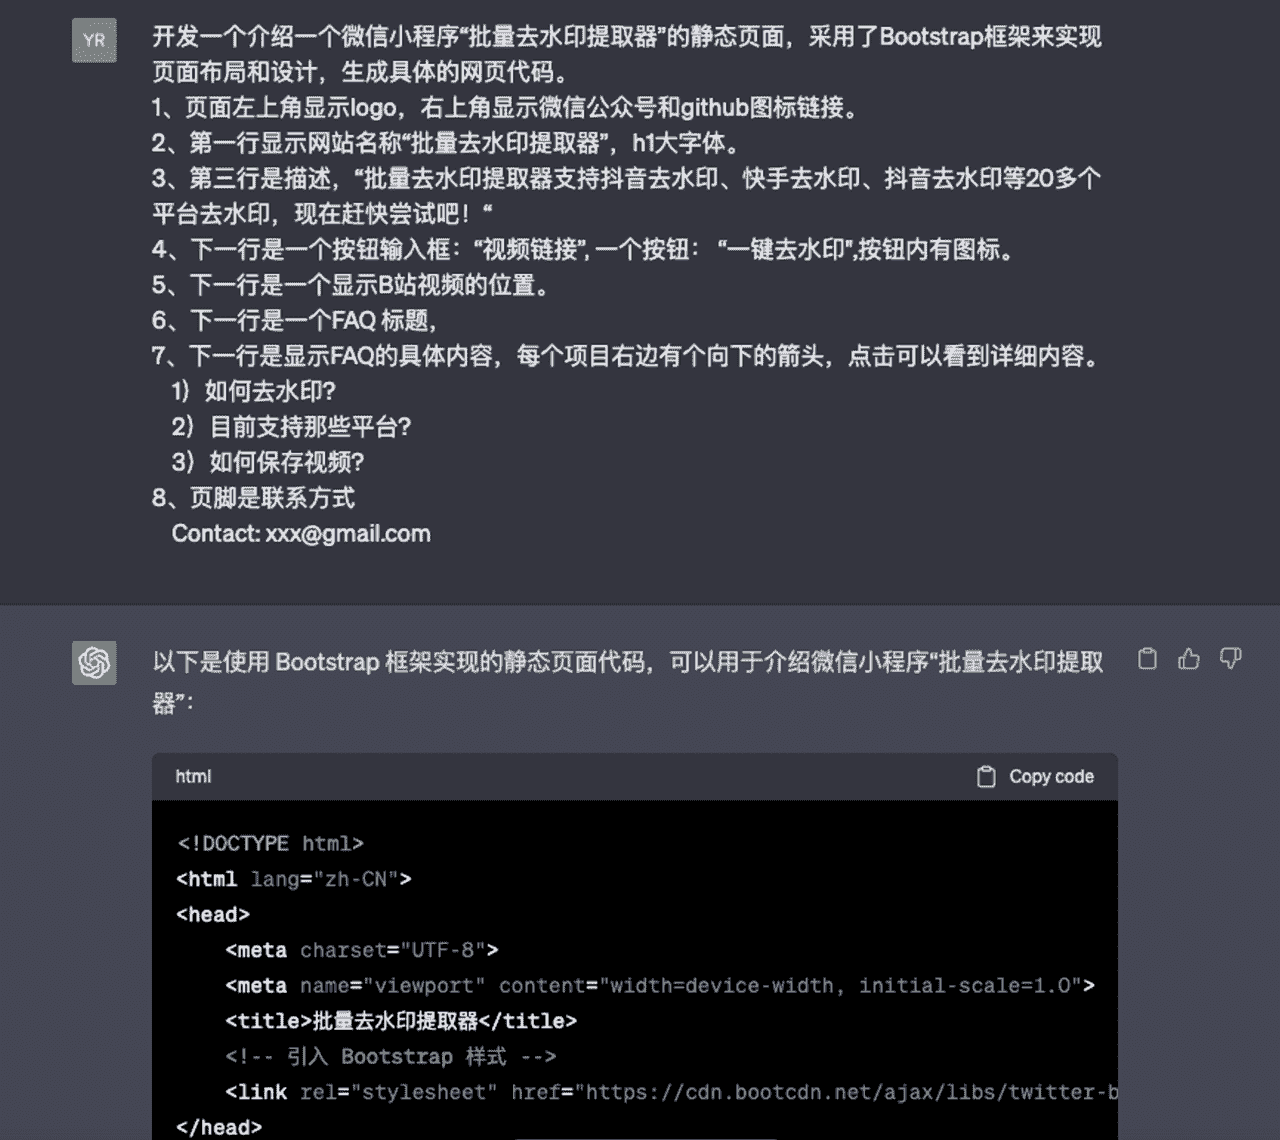 YR
开发一个介绍一个微信小程序“批量去水印提取器”的静态页面，采用了Bootstrap框架来实现
页面布局和设计，生成具体的网页代码。
1、页面左上角显示logo，右上角显示微信公众号和github图标链接。
2、第一行显示网站名称“批量去水印提取器”，h1大字体。
3、第三行是描述，“批量去水印提取器支持抖音去水印、快手去水印、抖音去水印等20多个
平台去水印，现在赶快尝试吧！“
4、下一行是一个按钮输入框：“视频链接”, 一个按钮： “一键去水印",按钮内有图标。
5、下一行是一个显示B站视频的位置。
6、下一行是一个FAQ 标题，
7、下一行是显示FAQ的具体内容，每个项目右边有个向下的箭头，点击可以看到详细内容。
1）如何去水印?
2）目前支持那些平台?
3）如何保存视频?
8、页脚是联系方式
Contact: xxx@gmail.com
以下是使用 Bootstrap 框架实现的静态页面代码，可以用于介绍微信小程序“批量去水印提取
器”：
html
Copy code
<!DOCTYPE html>
<html lang="zh-CN">
<head>
<meta charset="UTF-8">
<meta name="viewport" content="width=device-width, initial-scale=1.0">
<title>批量去水印提取器</title>
<!-- 引入 Bootstrap 样式 -->
<link rel="stylesheet" href="https://cdn.bootcdn.net/ajax/libs/twitter-b
</head>